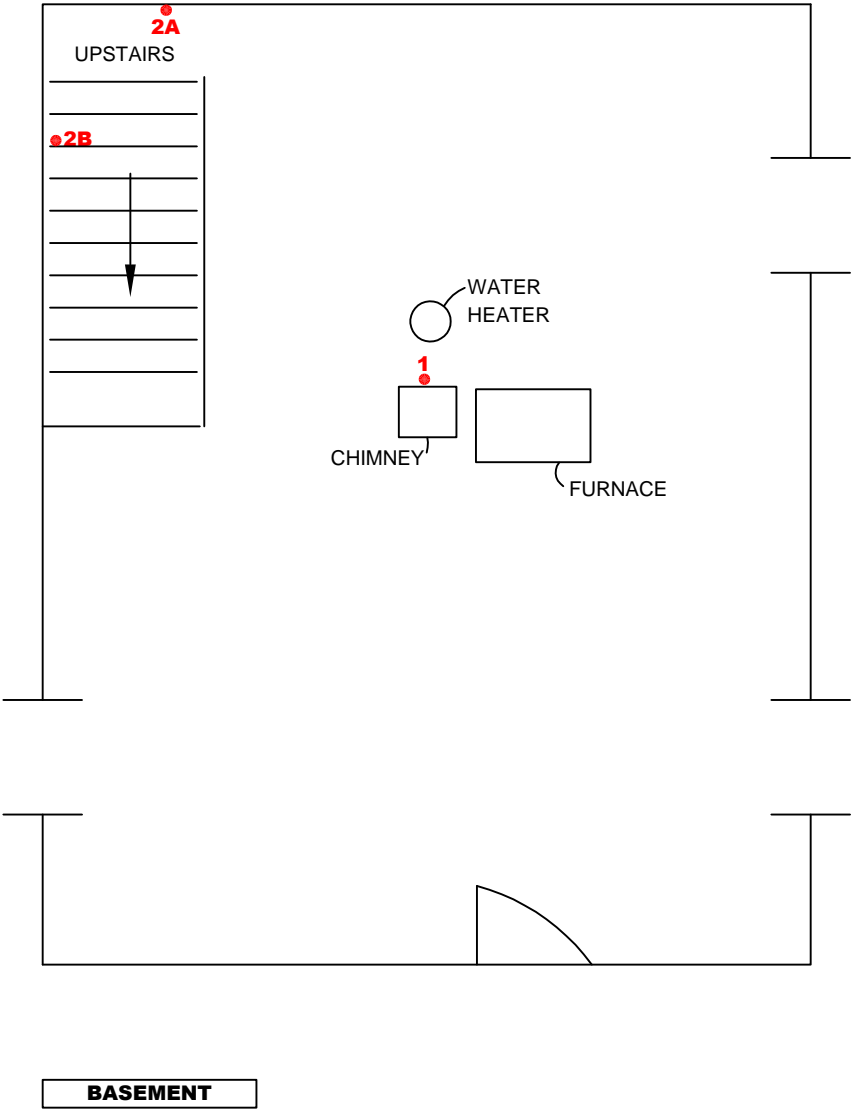 2A
UPSTAIRS
2B
WATER
HEATER
1
CHIMNEY
FURNACE
BASEMENT